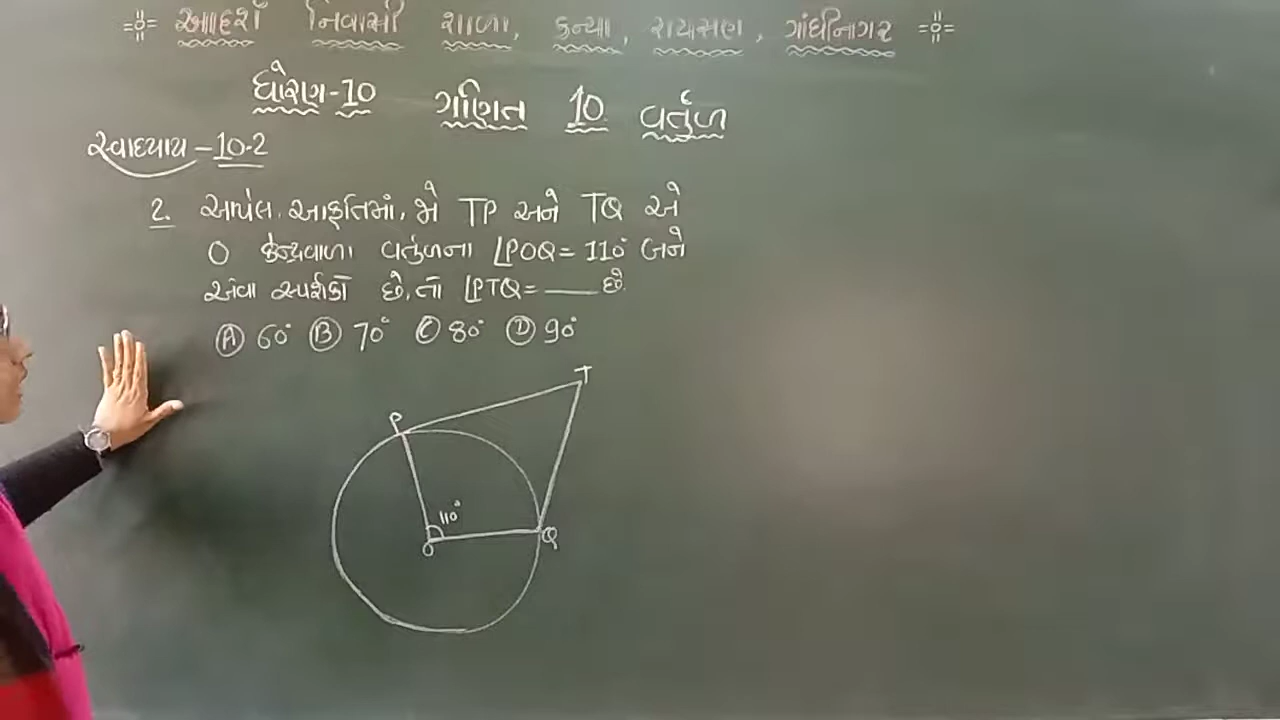 આદર્શ નિવાસી શાળા, કન્યા, રાયસણ, ગાંધીનગર
ધોરણ-10 ગણિત 10 વર્તુળ
સ્વાધ્યાય - 10.2
2. આપેલ આકૃતિમાં, જો TP અને TQ એ
O કેન્દ્રવાળા વર્તુળના ∠POQ = 110° બને
એવા સ્પર્શકો છે, તો ∠PTQ = ___ છે.
Ⓐ 60° Ⓑ 70° Ⓒ 80° Ⓓ 90°
T
P
110°
O
Q